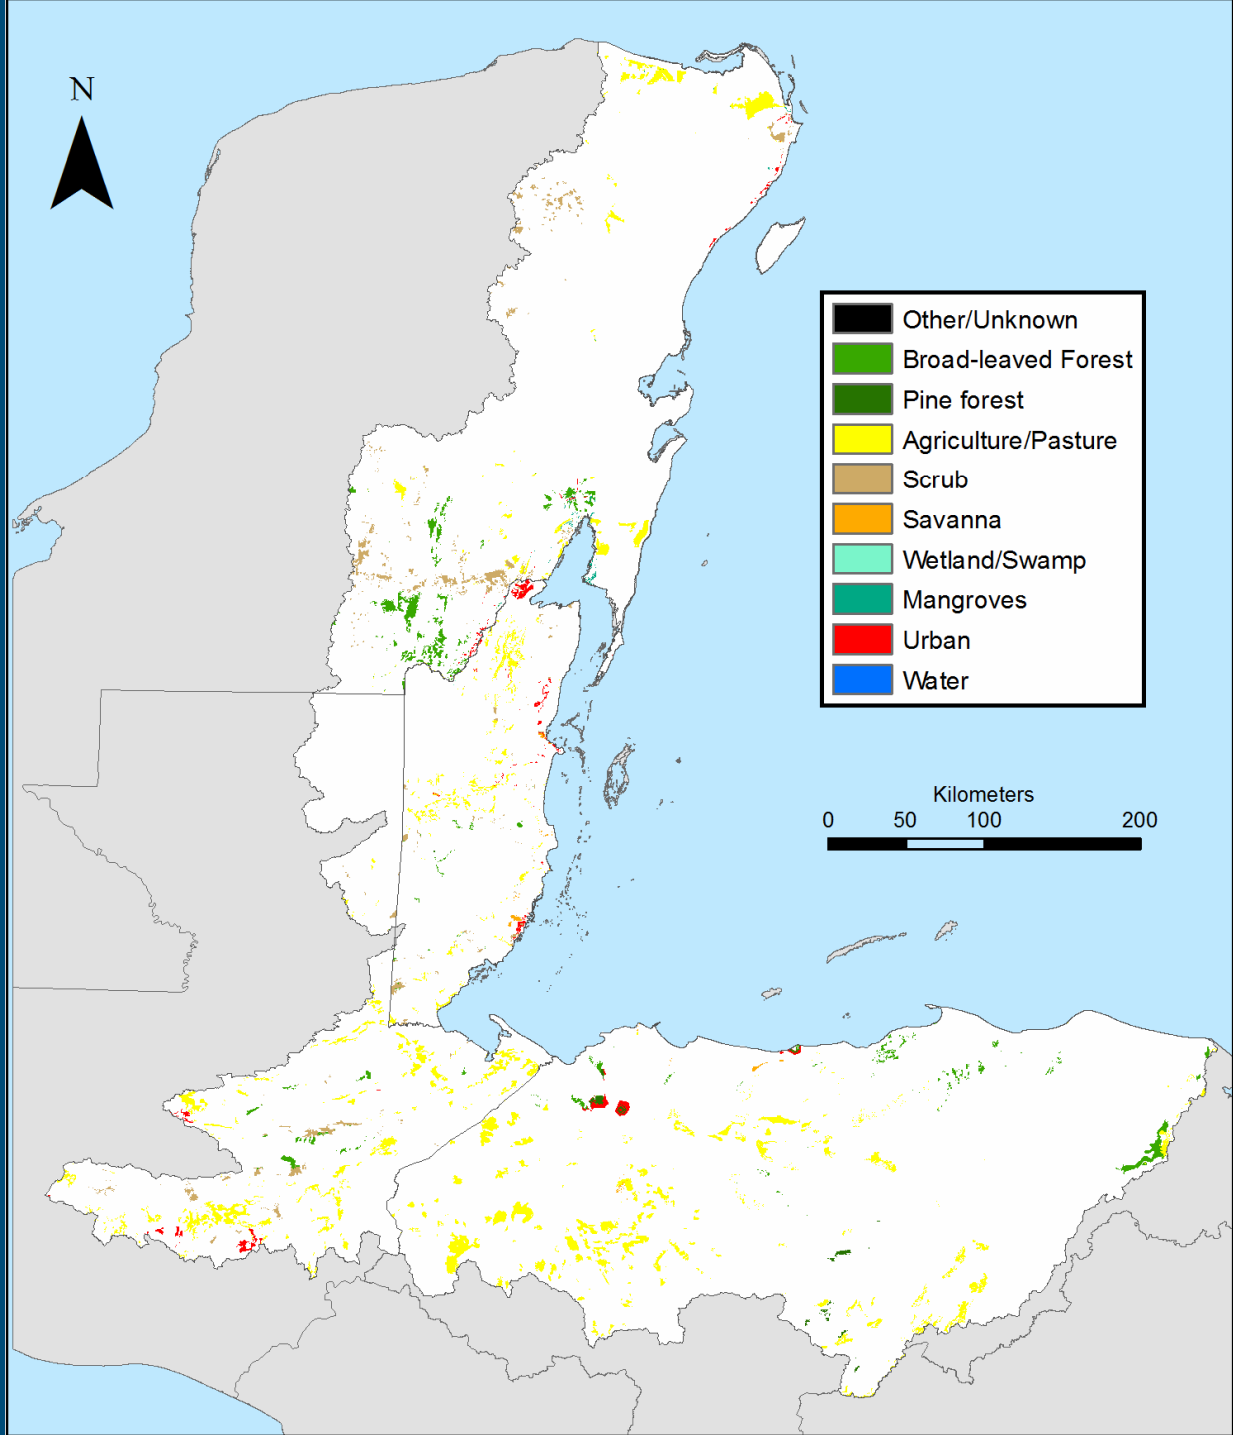 N
Other/Unknown
Broad-leaved Forest
Pine forest
Agriculture/Pasture
Scrub
Savanna
Wetland/Swamp
Mangroves
Urban
Water
Kilometers
0 50 100 200